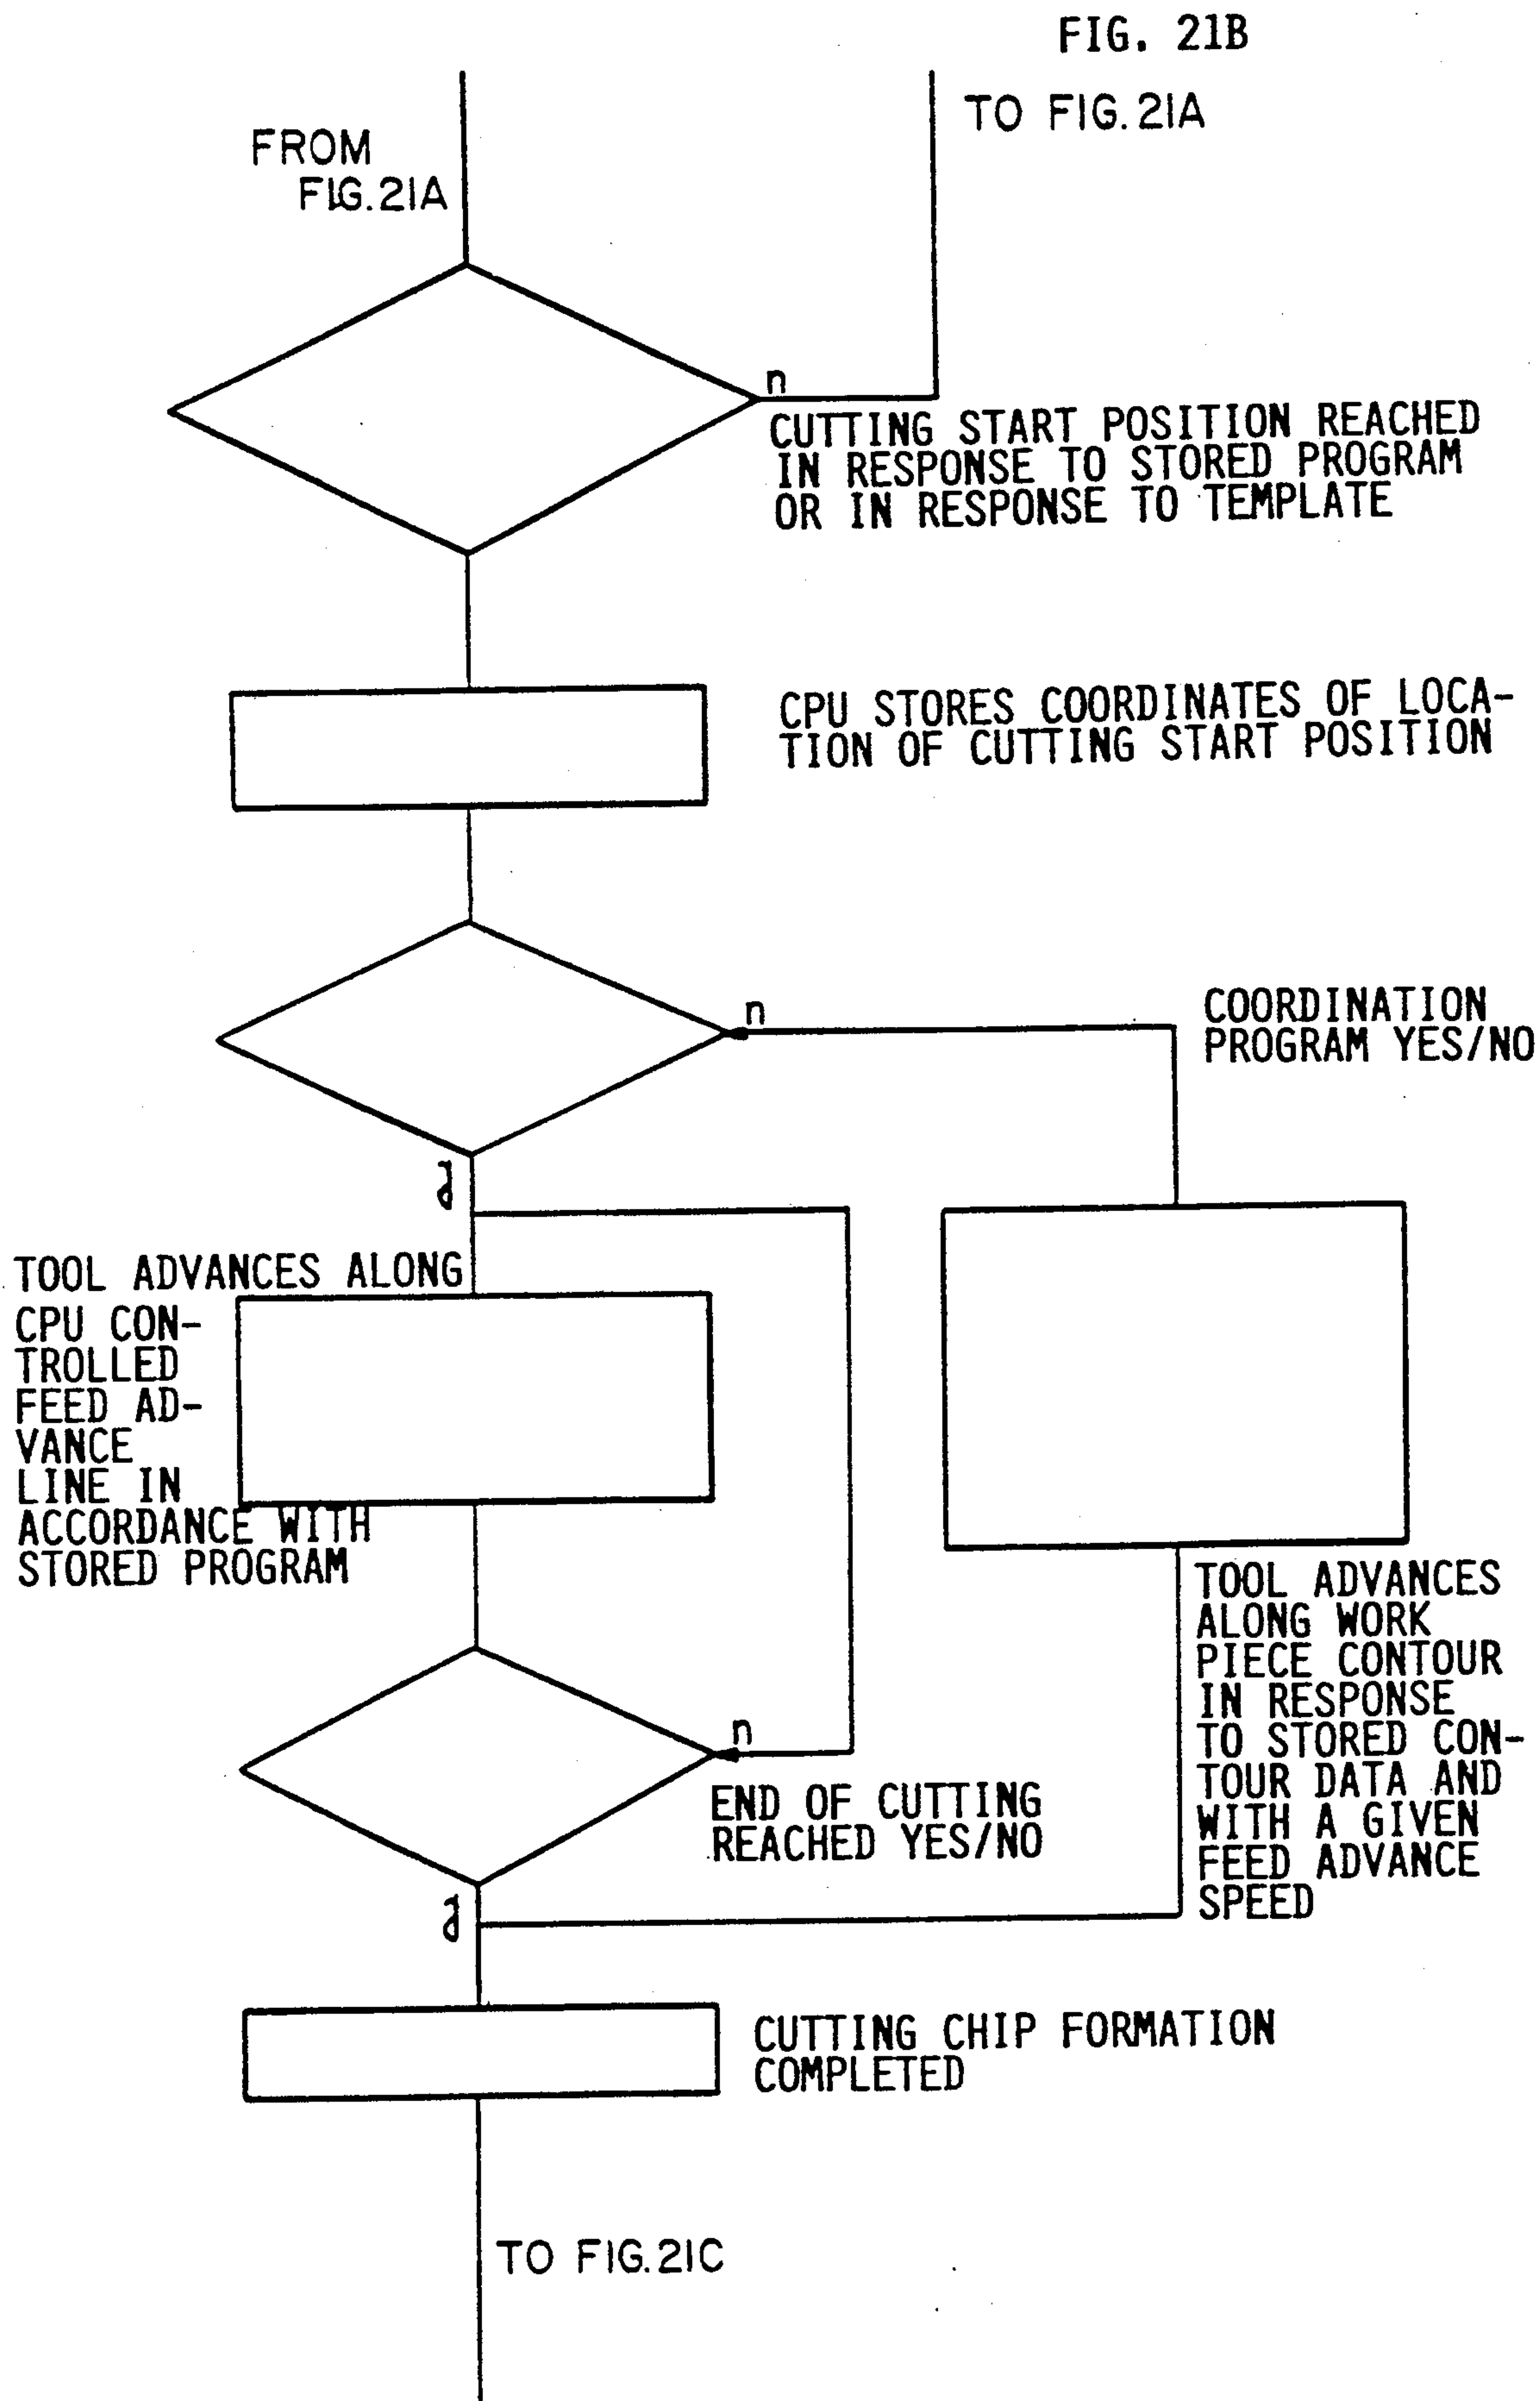 FIG. 21B
TO FIG.21A
FROM
FIG.21A
n
CUTTING START POSITION REACHED
IN RESPONSE TO STORED PROGRAM
OR IN RESPONSE TO TEMPLATE
CPU STORES COORDINATES OF LOCA-
TION OF CUTTING START POSITION
n
COORDINATION
PROGRAM YES/NO
TOOL ADVANCES ALONG
CPU CON-
TROLLED
FEED AD-
VANCE
LINE IN
ACCORDANCE WITH
STORED PROGRAM
TOOL ADVANCES
ALONG WORK
PIECE CONTOUR
IN RESPONSE
TO STORED CON-
TOUR DATA AND
WITH A GIVEN
FEED ADVANCE
SPEED
n
END OF CUTTING
REACHED YES/NO
CUTTING CHIP FORMATION
COMPLETED
TO FIG.21C